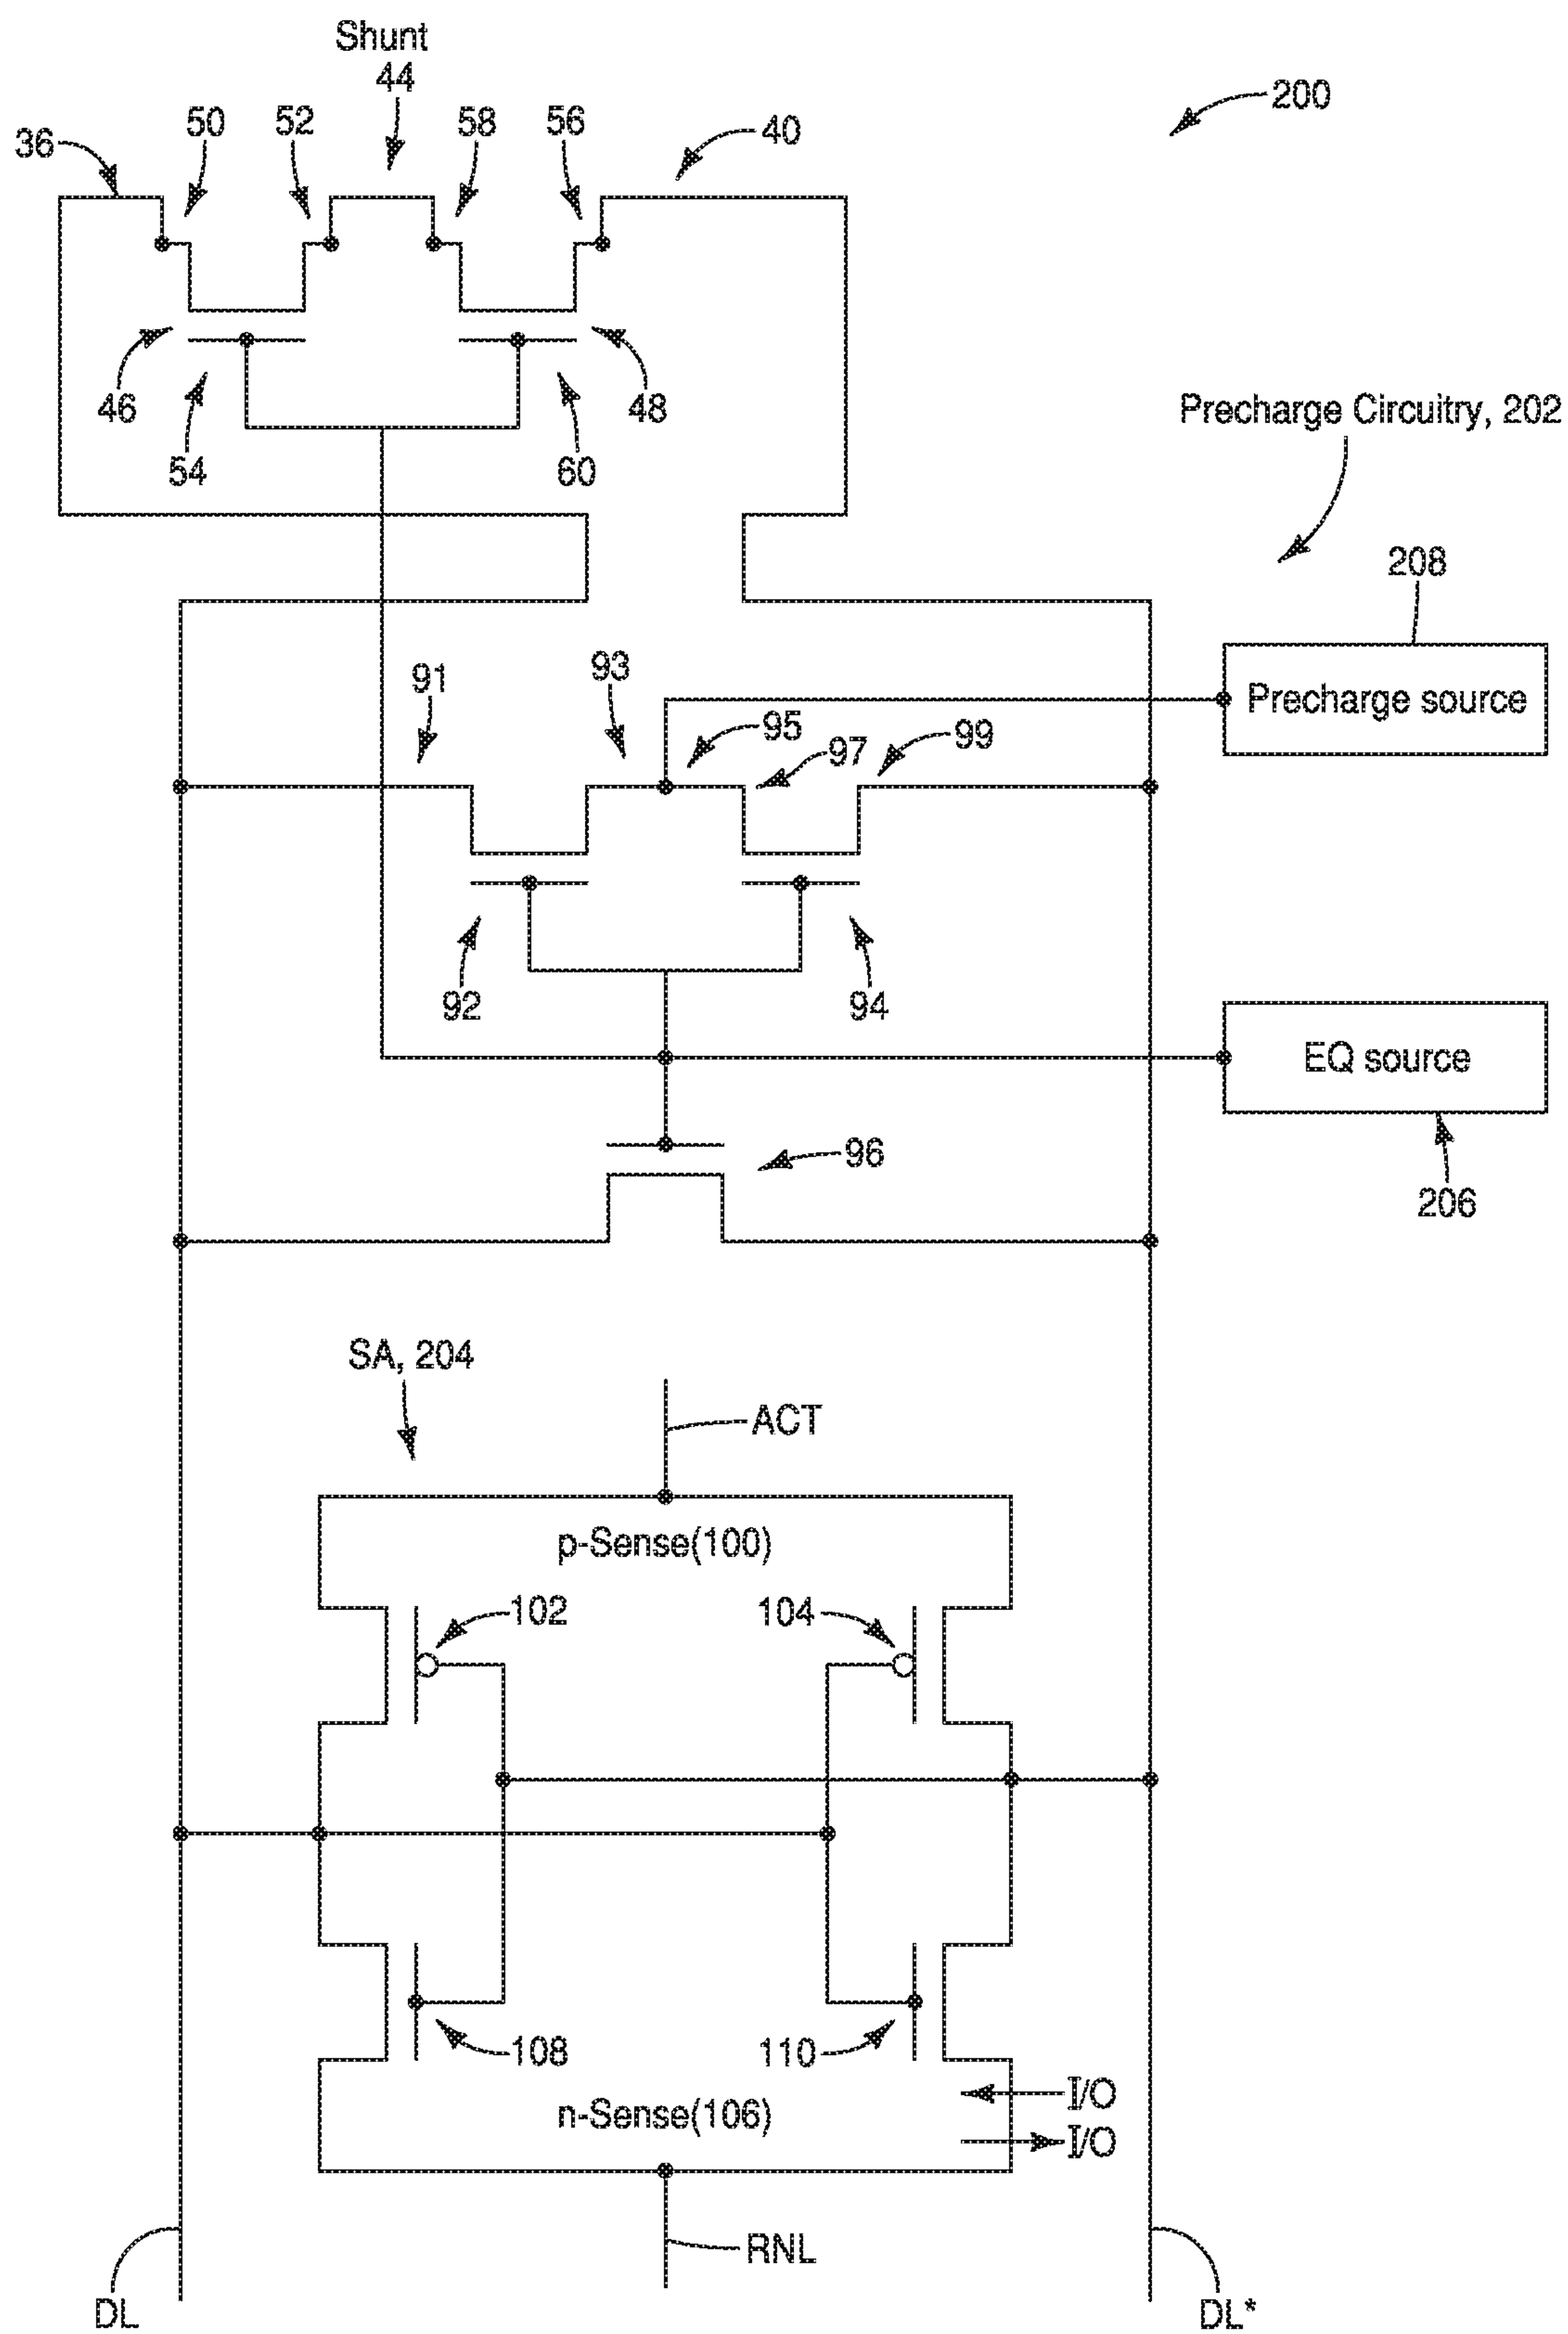 Shunt
44
200
50
52
58
56
40
36
46
48
54
60
Precharge Circuitry, 202
208
Precharge source
91
93
95
97
99
92
94
EQ source
206
96
SA, 204
ACT
p-Sense(100)
102
104
108
110
I/O
n-Sense(106)
I/O
RNL
DL
DL*